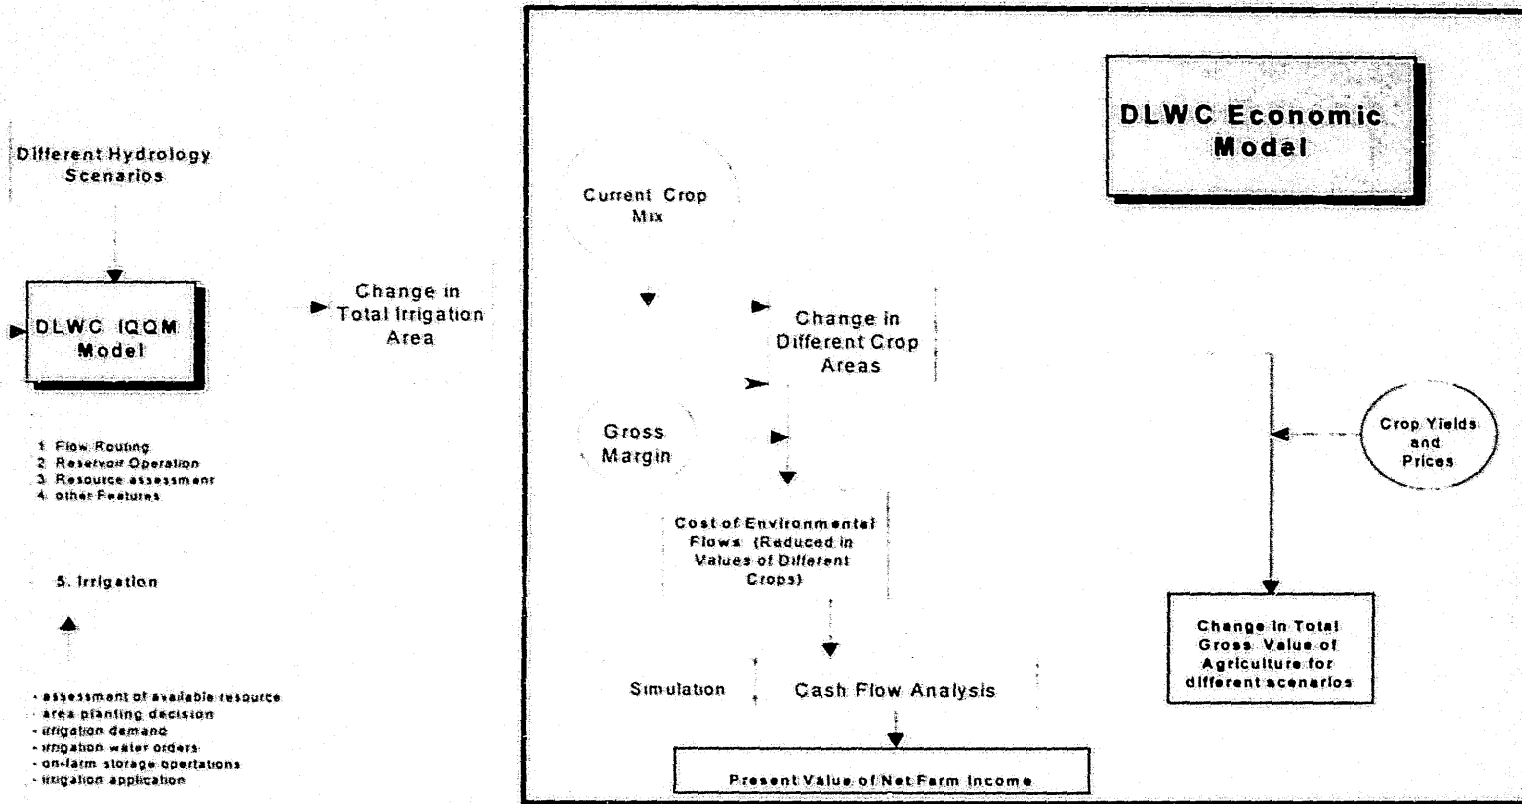 Different Hydrology
Scenarios
DLWC IQQM
Model
1 Flow Routing
2 Reservoir Operation
3 Resource assessment
4. other Features
5. Irrigation
- assessment of available resource
- area planting decision
- irrigation demand
- irrigation water orders
- on-farm storage opertations
- irrigation application
Change in
Total Irrigation
Area
DLWC Economic
Model
Current Crop
Mix
Change in
Different Crop
Areas
Gross
Margin
Crop Yields
and
Prices
Cost of Environmental
Flows (Reduced in
Values of Different
Crops)
Simulation
Cash Flow Analysis
Present Value of Net Farm Income
Change in Total
Gross Value of
Agriculture for
different scenarios